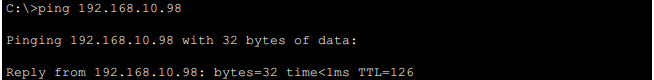 C:\>ping 192.168.10.98
Pinging 192.168.10.98 with 32 bytes of data:
Reply from 192.168.10.98: bytes=32 time<1ms TTL=126